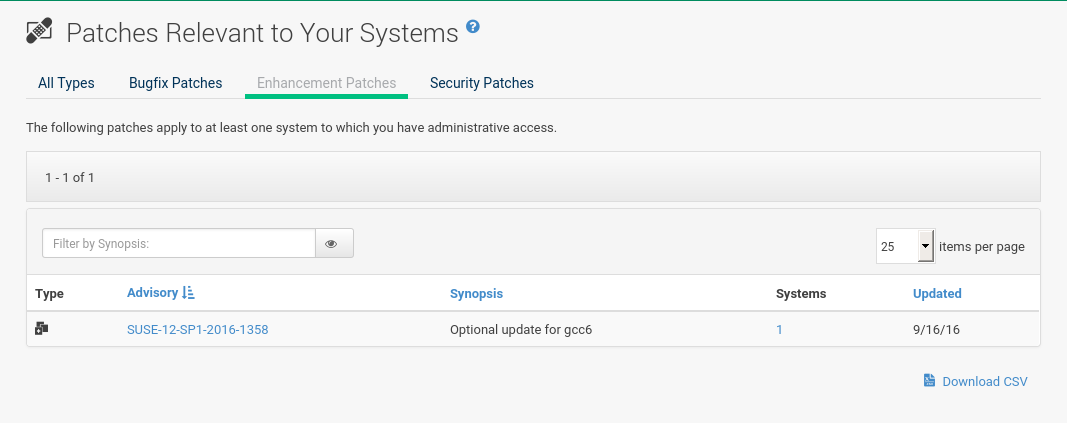 Patches Relevant to Your Systems ?
All Types Bugfix Patches Enhancement Patches Security Patches
The following patches apply to at least one system to which you have administrative access.
1 - 1 of 1
Filter by Synopsis: 25 items per page
Type Advisory Synopsis Systems Updated
SUSE-12-SP1-2016-1358 Optional update for gcc6 1 9/16/16
Download CSV